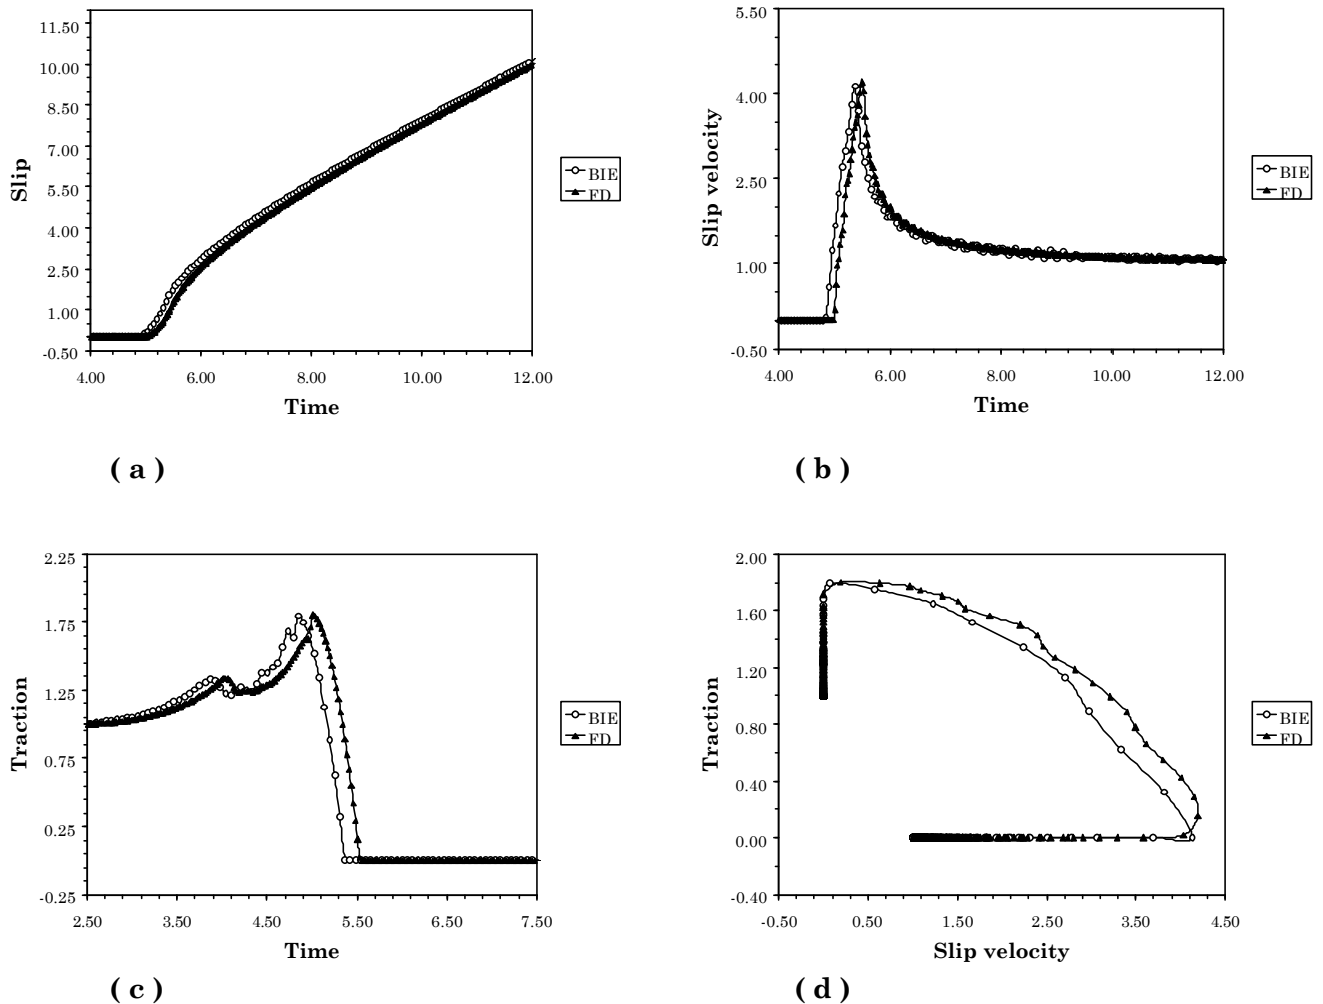 11.50
10.00
8.50
7.00
5.50
4.00
2.50
1.00
-0.50
Slip
4.00 6.00 8.00 10.00 12.00
Time
BIE
FD
( a )
5.50
4.00
2.50
1.00
-0.50
Slip velocity
4.00 6.00 8.00 10.00 12.00
Time
BIE
FD
( b )
2.25
1.75
1.25
0.75
0.25
-0.25
Traction
2.50 3.50 4.50 5.50 6.50 7.50
Time
BIE
FD
( c )
2.00
1.60
1.20
0.80
0.40
0.00
-0.40
Traction
-0.50 0.50 1.50 2.50 3.50 4.50
Slip velocity
BIE
FD
( d )